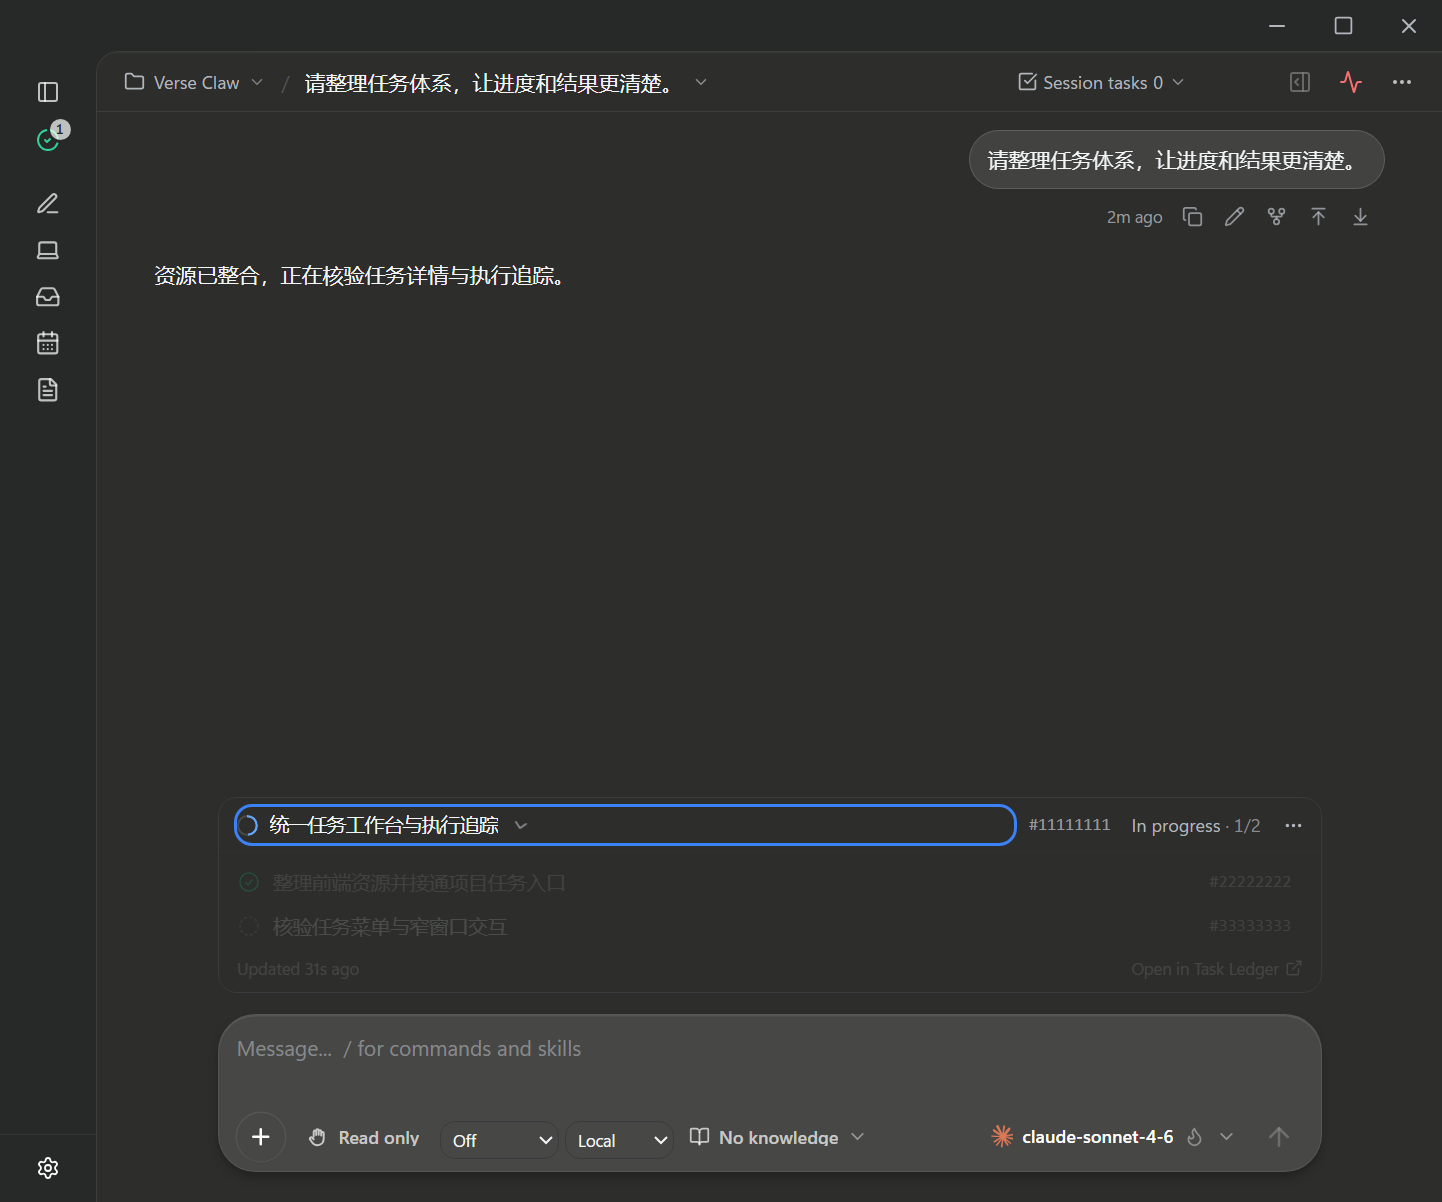 Verse Claw / 请整理任务体系，让进度和结果更清楚。 Session tasks 0
1
请整理任务体系，让进度和结果更清楚。
2m ago
资源已整合，正在核验任务详情与执行追踪。
统一任务工作台与执行追踪 #11111111 In progress · 1/2
整理前端资源并接通项目任务入口 #22222222
核验任务菜单与窄窗口交互 #33333333
Updated 31s ago Open in Task Ledger
Message... / for commands and skills
Read only Off Local No knowledge claude-sonnet-4-6